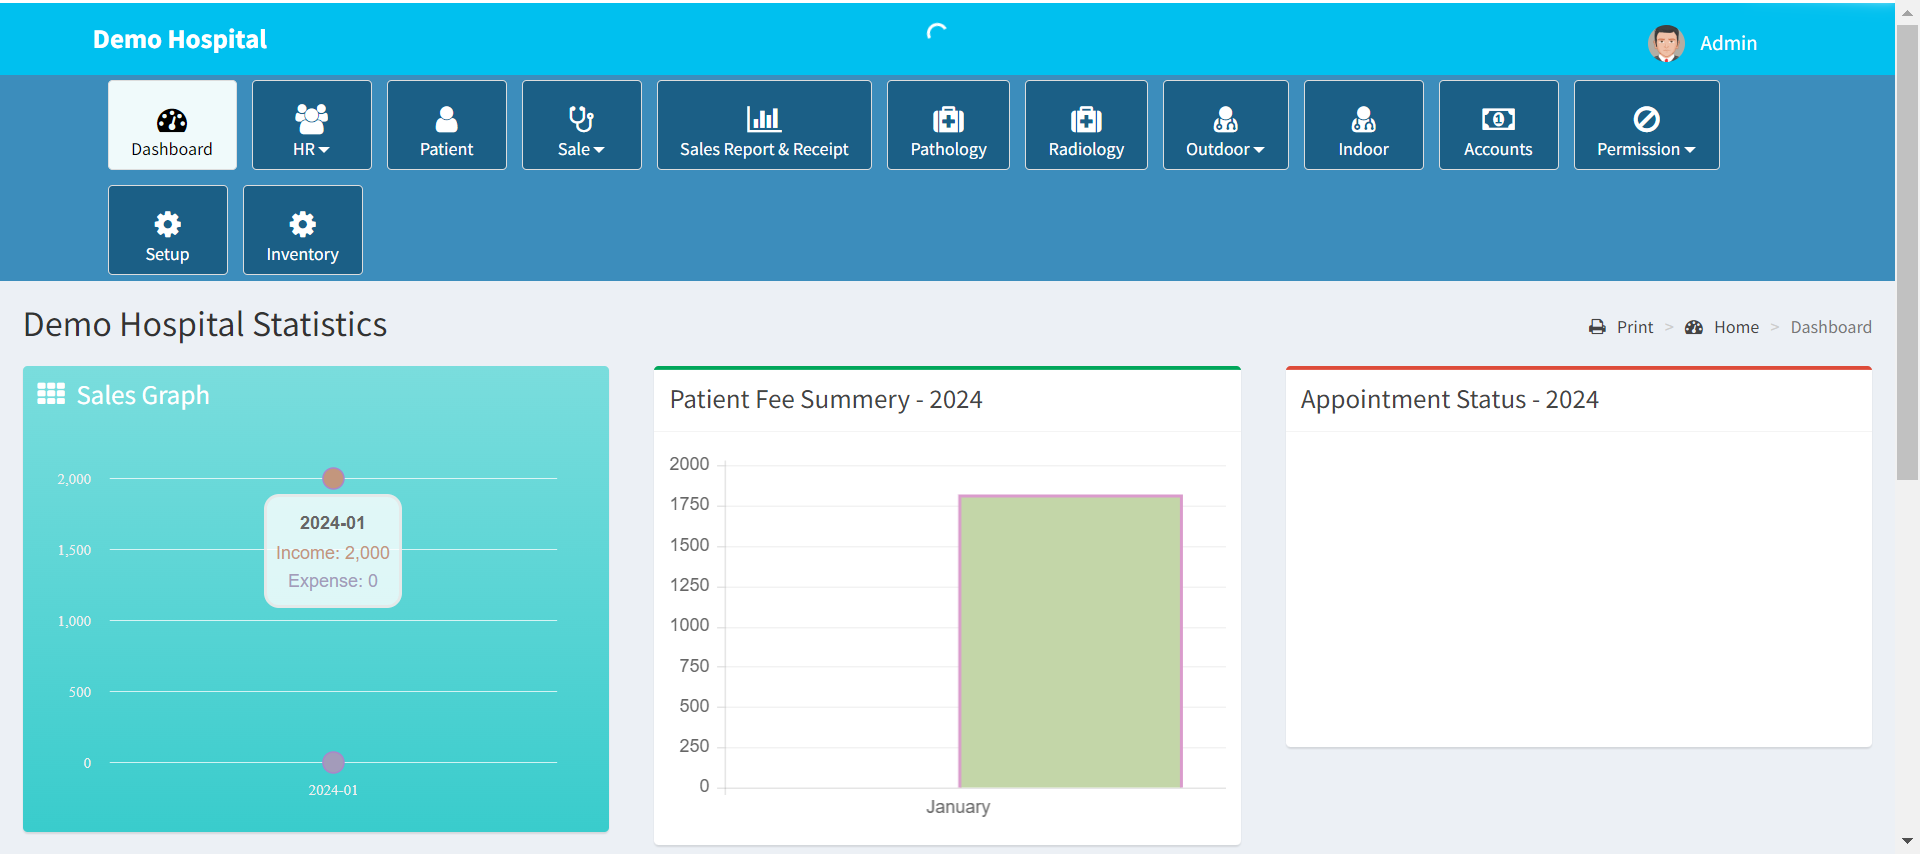 Demo Hospital
Admin
Dashboard
HR
Patient
Sale
Sales Report & Receipt
Pathology
Radiology
Outdoor
Indoor
Accounts
Permission
Setup
Inventory
Demo Hospital Statistics
Print > Home > Dashboard
Sales Graph
2,000
1,500
1,000
500
0
2024-01
Income: 2,000
Expense: 0
2024-01
Patient Fee Summery - 2024
2000
1750
1500
1250
1000
750
500
250
0
January
Appointment Status - 2024